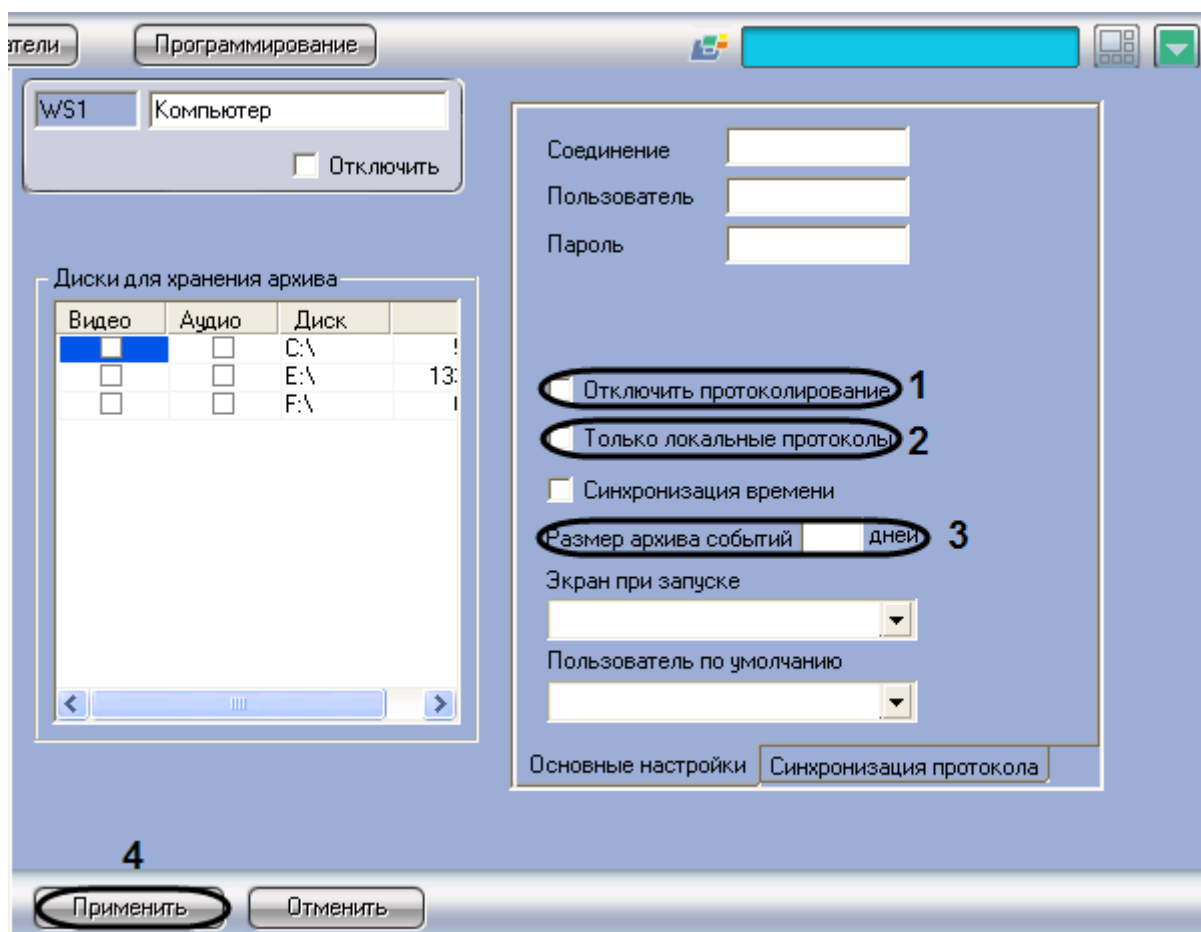 Программирование
WS1 Компьютер
Отключить
Диски для хранения архива
Видео Аудио Диск
C:\
E:\
F:\
Соединение
Пользователь
Пароль
Отключить протоколирование 1
Только локальные протоколы 2
Синхронизация времени
Размер архива событий дней 3
Экран при запуске
Пользователь по умолчанию
Основные настройки Синхронизация протокола
4
Применить Отменить